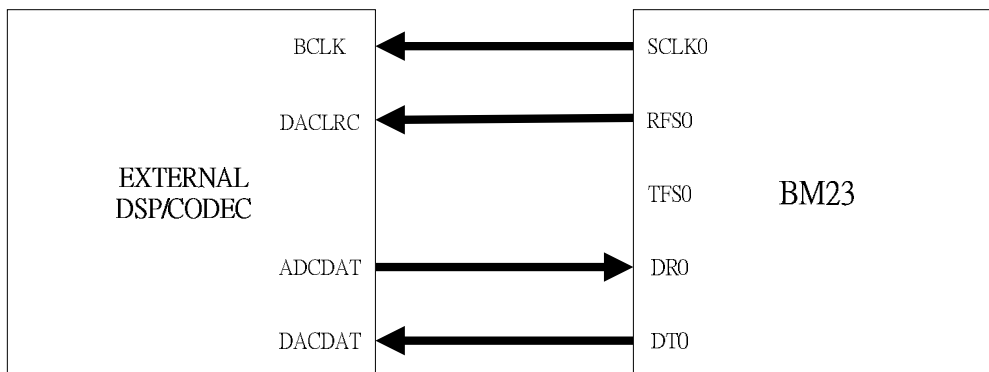 BCLK SCLK0
DACLRC RFS0
EXTERNAL
DSP/CODEC
TFS0 BM23
ADCDAT DR0
DACDAT DT0